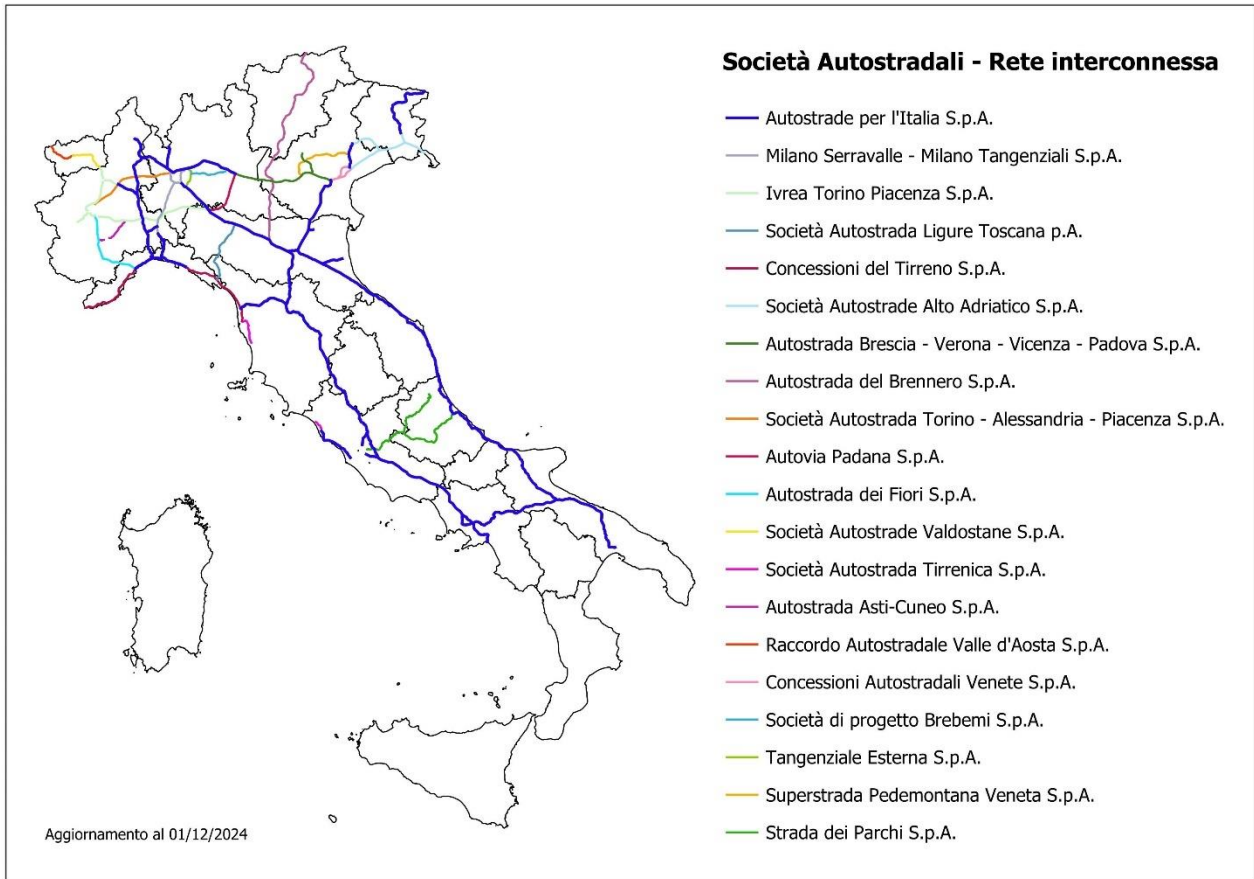 Società Autostradali - Rete interconnessa
Autostrade per l'Italia S.p.A.
Milano Serravalle - Milano Tangenziali S.p.A.
Ivrea Torino Piacenza S.p.A.
Società Autostrada Ligure Toscana p.A.
Concessioni del Tirreno S.p.A.
Società Autostrade Alto Adriatico S.p.A.
Autostrada Brescia - Verona - Vicenza - Padova S.p.A.
Autostrada del Brennero S.p.A.
Società Autostrada Torino - Alessandria - Piacenza S.p.A.
Autovia Padana S.p.A.
Autostrada dei Fiori S.p.A.
Società Autostrade Valdostane S.p.A.
Società Autostrada Tirrenica S.p.A.
Autostrada Asti-Cuneo S.p.A.
Raccordo Autostradale Valle d'Aosta S.p.A.
Concessioni Autostradali Venete S.p.A.
Società di progetto Brebemi S.p.A.
Tangenziale Esterna S.p.A.
Superstrada Pedemontana Veneta S.p.A.
Strada dei Parchi S.p.A.
Aggiornamento al 01/12/2024